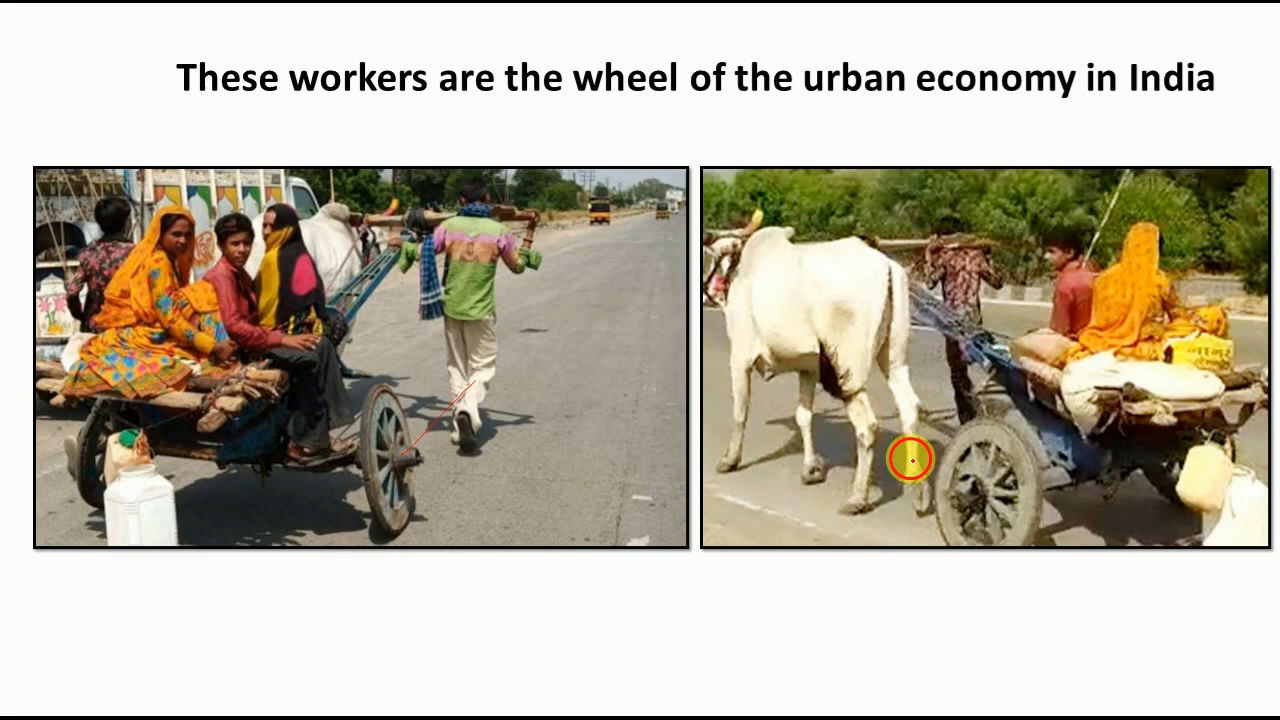 These workers are the wheel of the urban economy in India